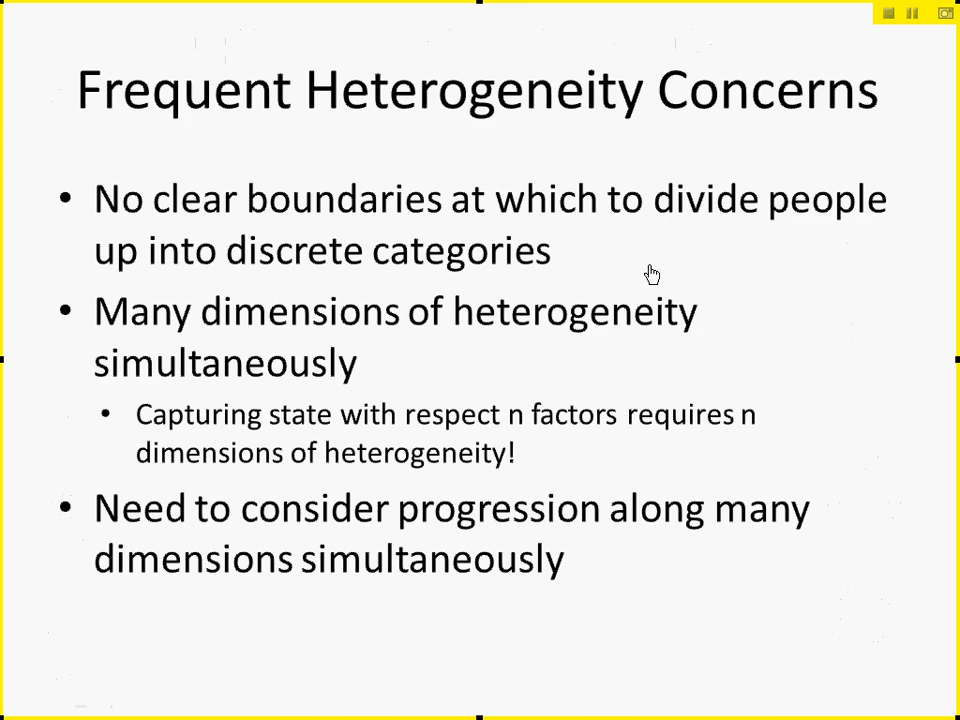 Frequent Heterogeneity Concerns
• No clear boundaries at which to divide people
up into discrete categories
• Many dimensions of heterogeneity
simultaneously
• Capturing state with respect n factors requires n
dimensions of heterogeneity!
• Need to consider progression along many
dimensions simultaneously